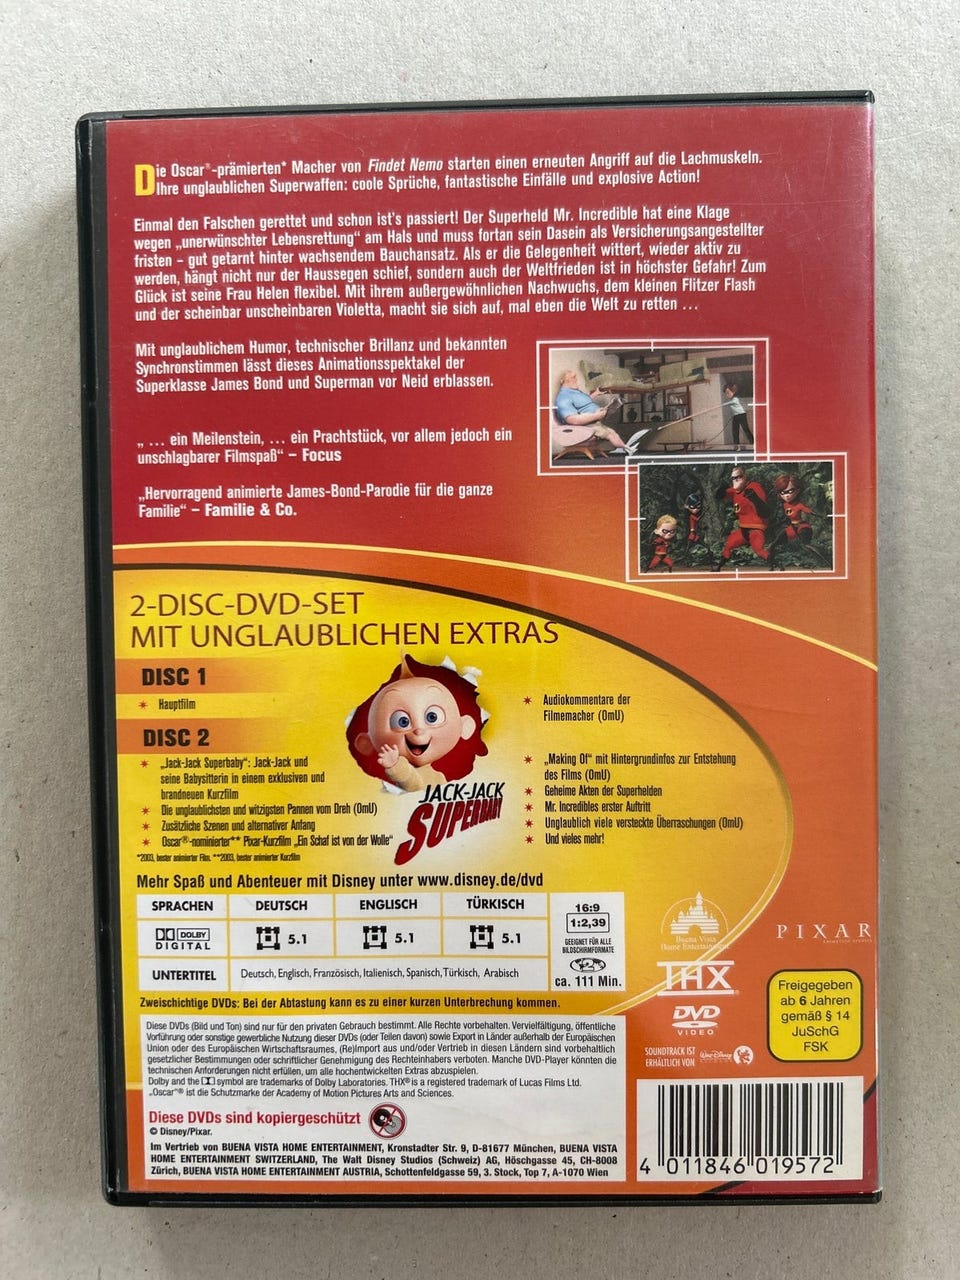 Die Oscar®-prämierten* Macher von Findet Nemo starten einen erneuten Angriff auf die Lachmuskeln.
Ihre unglaublichen Superwaffen: coole Sprüche, fantastische Einfälle und explosive Action!
Einmal den Falschen gerettet und schon ist's passiert! Der Superheld Mr. Incredible hat eine Klage
wegen „unerwünschter Lebensrettung“ am Hals und muss fortan sein Dasein als Versicherungsangestellter
fristen – gut getarnt hinter wachsendem Bauchansatz. Als er die Gelegenheit wittert, wieder aktiv zu
werden, hängt nicht nur der Haussegen schief, sondern auch der Weltfrieden ist in höchster Gefahr! Zum
Glück ist seine Frau Helen flexibel. Mit ihrem außergewöhnlichen Nachwuchs, dem kleinen Flitzer Flash
und der scheinbar unscheinbaren Violetta, macht sie sich auf, mal eben die Welt zu retten ...
Mit unglaublichem Humor, technischer Brillanz und bekannten
Synchronstimmen lässt dieses Animationsspektakel der
Superklasse James Bond und Superman vor Neid erblassen.
„ ... ein Meilenstein, ... ein Prachtstück, vor allem jedoch ein
unschlagbarer Filmspaß“ – Focus
„Hervorragend animierte James-Bond-Parodie für die ganze
Familie“ – Familie & Co.
2-DISC-DVD-SET
MIT UNGLAUBLICHEN EXTRAS
DISC 1
Hauptfilm
Audiokommentare der
Filmemacher (OmU)
DISC 2
„Jack-Jack Superbaby“: Jack-Jack und
seine Babysitterin in einem exklusiven und
brandneuen Kurzfilm
Die unglaublichsten und witzigsten Pannen vom Dreh (OmU)
Zusätzliche Szenen und alternativer Anfang
Oscar®-nominierter** Pixar-Kurzfilm „Ein Schaf ist von der Wolle“
*2003, bester animierter Film. **2003, bester animierter Kurzfilm
JACK-JACK
SUPERBABY
„Making Of“ mit Hintergrundinfos zur Entstehung
des Films (OmU)
Geheime Akten der Superhelden
Mr. Incredibles erster Auftritt
Unglaublich viele versteckte Überraschungen (OmU)
Und vieles mehr!
Mehr Spaß und Abenteuer mit Disney unter www.disney.de/dvd
SPRACHEN DEUTSCH ENGLISCH TÜRKISCH
DOLBY DIGITAL 5.1 5.1 5.1
UNTERTITEL Deutsch, Englisch, Französisch, Italienisch, Spanisch, Türkisch, Arabisch
16:9
1:2,39
GEEIGNET FÜR ALLE
BILDSCHIRMFORMATE
2
ca. 111 Min.
Zweischichtige DVDs: Bei der Abtastung kann es zu einer kurzen Unterbrechung kommen.
Diese DVDs (Bild und Ton) sind nur für den privaten Gebrauch bestimmt. Alle Rechte vorbehalten. Vervielfältigung, öffentliche
Vorführung oder sonstige gewerbliche Nutzung dieser DVDs (oder Teilen davon) sowie Export in Länder außerhalb der Europäischen
Union oder des Europäischen Wirtschaftsraumes, (Re)Import aus und/oder Vertrieb in diesen Ländern sind vorbehaltlich
gesetzlicher Bestimmungen oder schriftlicher Genehmigung des Rechteinhabers verboten. Manche DVD-Player könnten die
technischen Anforderungen nicht erfüllen, um alle hochentwickelten Extras abzuspielen.
Dolby and the symbol are trademarks of Dolby Laboratories. THX® is a registered trademark of Lucas Films Ltd.
„Oscar“® ist die Schutzmarke der Academy of Motion Pictures Arts and Sciences.
Diese DVDs sind kopiergeschützt
© Disney/Pixar.
Im Vertrieb von BUENA VISTA HOME ENTERTAINMENT, Kronstadter Str. 9, D-81677 München, BUENA VISTA
HOME ENTERTAINMENT SWITZERLAND, The Walt Disney Studios (Schweiz) AG, Höschgasse 45, CH-8008
Zürich, BUENA VISTA HOME ENTERTAINMENT AUSTRIA, Schottenfeldgasse 59, 3. Stock, Top 7, A-1070 Wien
Buena Vista
Home Entertainment
PIXAR
ANIMATION STUDIOS
THX®
DVD
VIDEO
SOUNDTRACK IST
ERHÄLTLICH VON
Walt Disney
Freigegeben
ab 6 Jahren
gemäß § 14
JuSchG
FSK
4 011846 019572